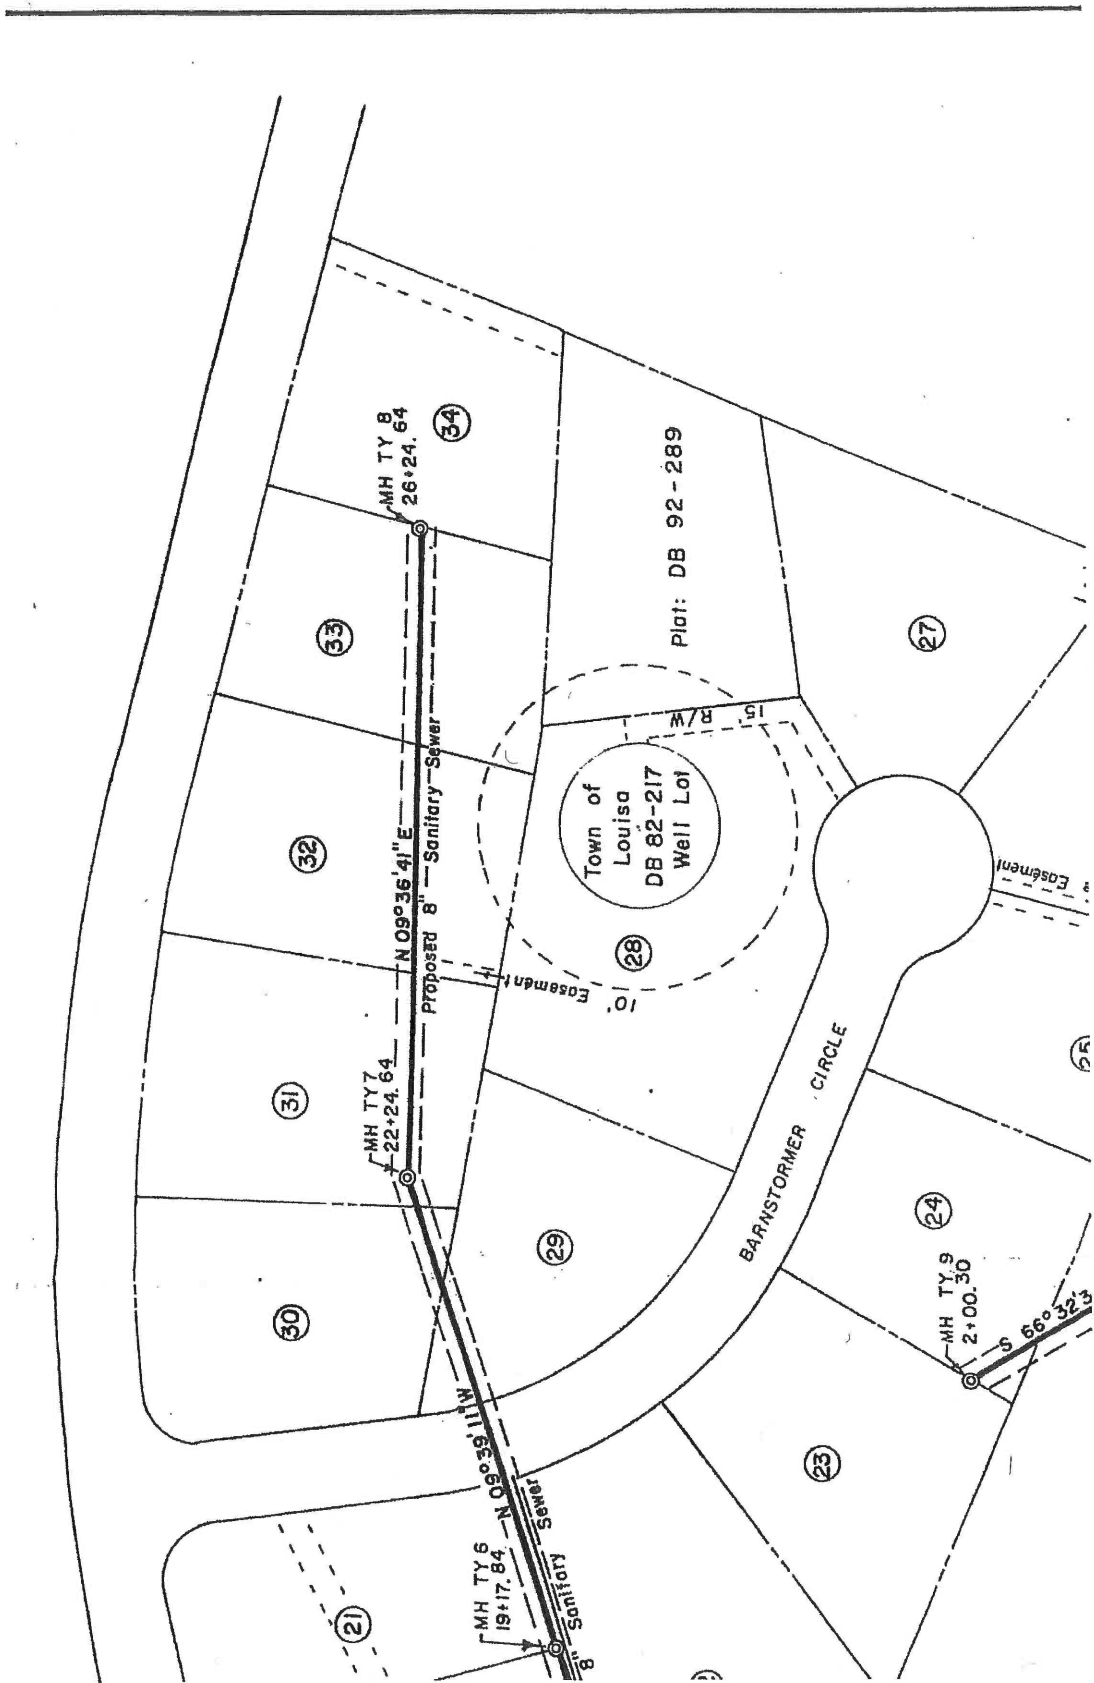 MH TY 8
26+24.64
34
33
Plat: DB 92-289
27
N 09°36'41" E
Proposed 8" Sanitary Sewer
32
15' R/W
Town of
Louisa
DB 82-217
Well Lot
28
10' Easement
Easement
MH TY 7
22+24.64
31
25
BARNSTORMER CIRCLE
30
29
24
MH TY 9
2+00.30
S 66° 32'3
N 09°39'11" W
23
MH TY 6
19+17.84
8" Sanitary Sewer
21